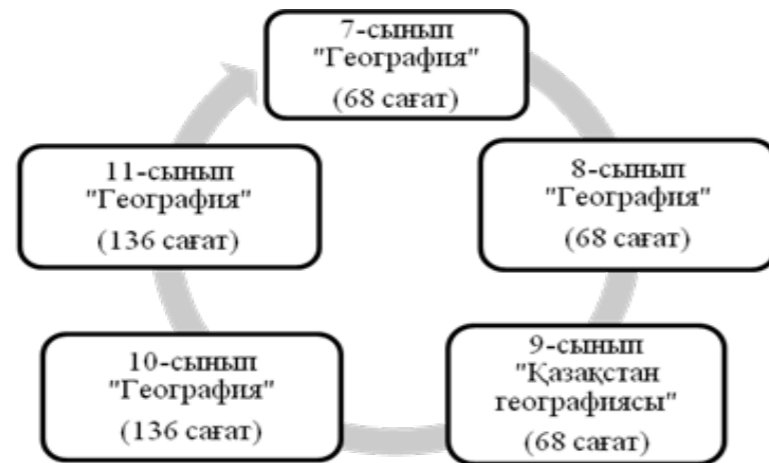 7-сынып
"География"
(68 сағат)
8-сынып
"География"
(68 сағат)
9-сынып
"Қазақстан
географиясы"
(68 сағат)
10-сынып
"География"
(136 сағат)
11-сынып
"География"
(136 сағат)